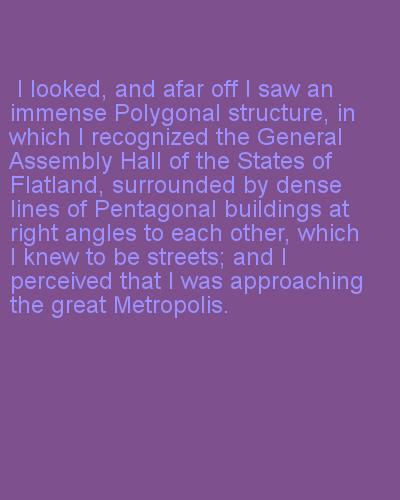 I looked, and afar off I saw an
immense Polygonal structure, in
which I recognized the General
Assembly Hall of the States of
Flatland, surrounded by dense
lines of Pentagonal buildings at
right angles to each other, which
I knew to be streets; and I
perceived that I was approaching
the great Metropolis.